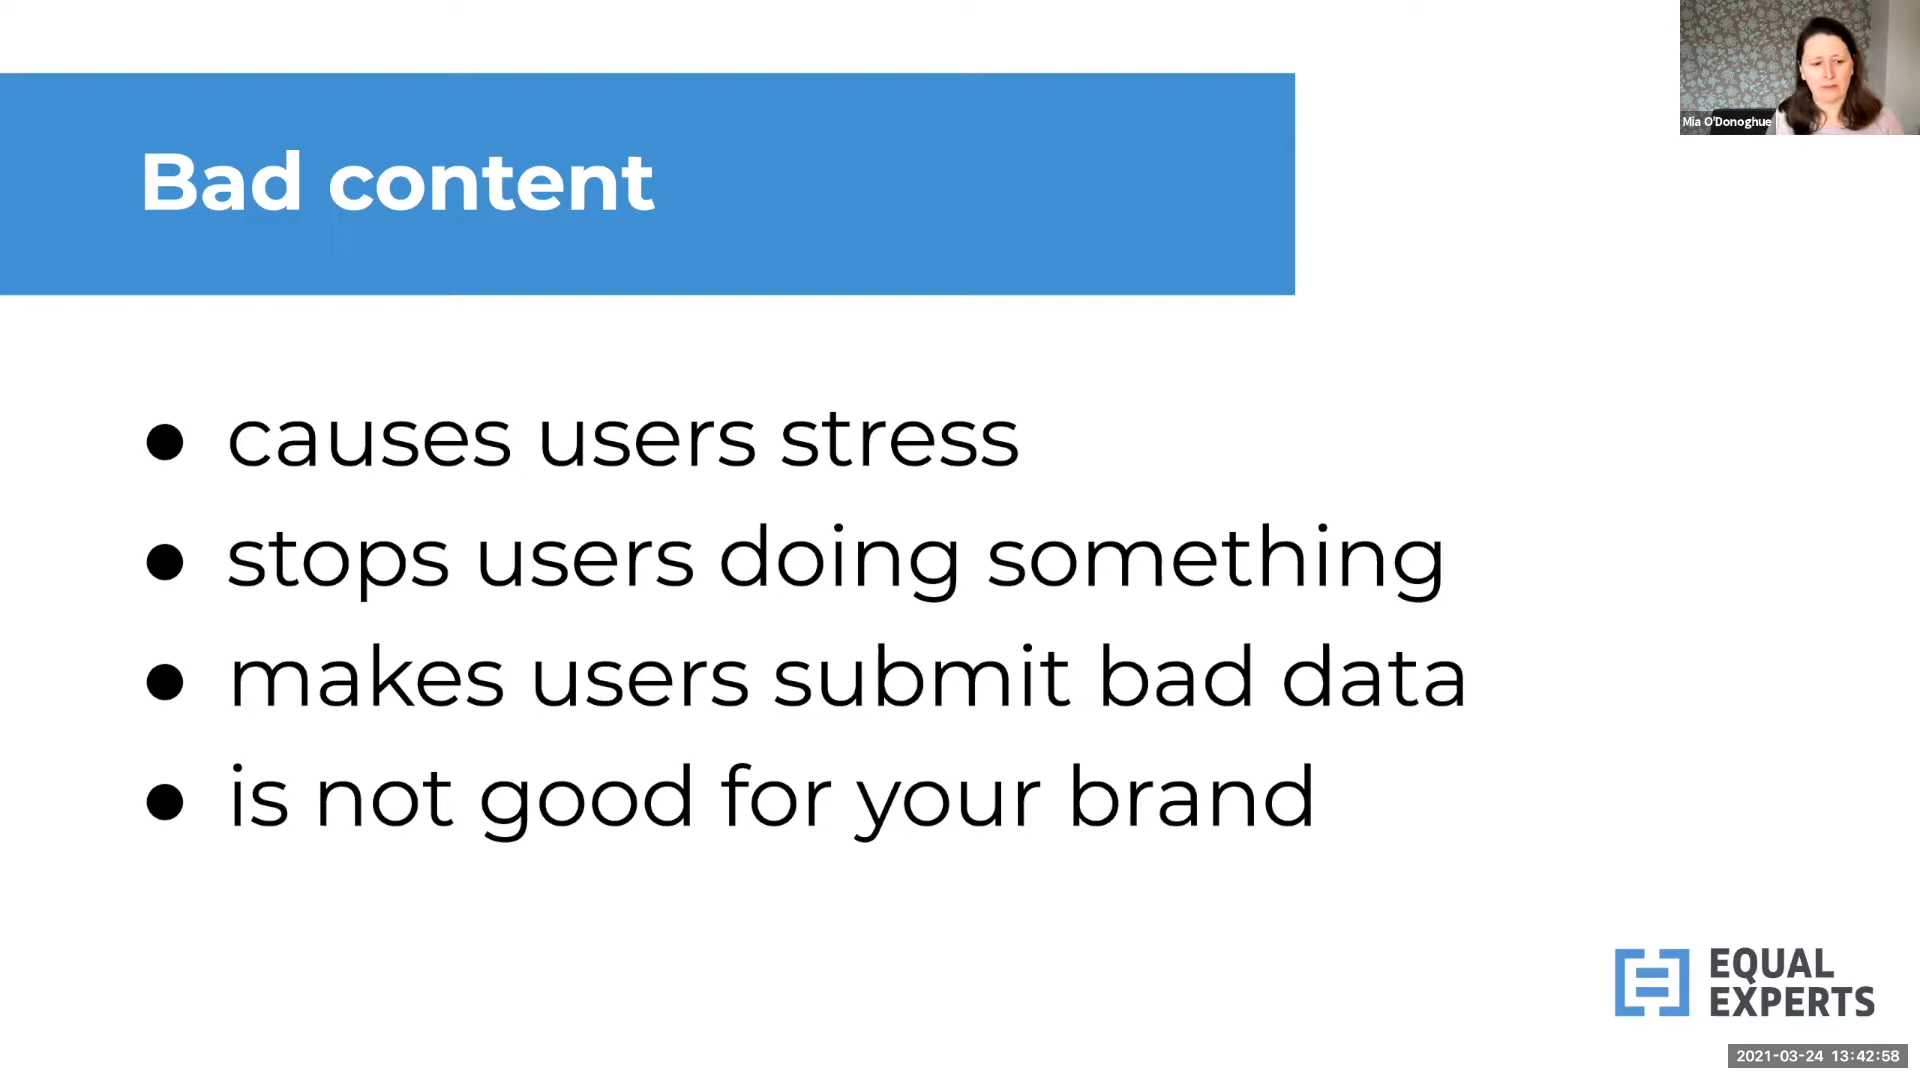 Bad content
Mia O'Donoghue
● causes users stress
● stops users doing something
● makes users submit bad data
● is not good for your brand
EQUAL
EXPERTS
2021-03-24 13:42:58